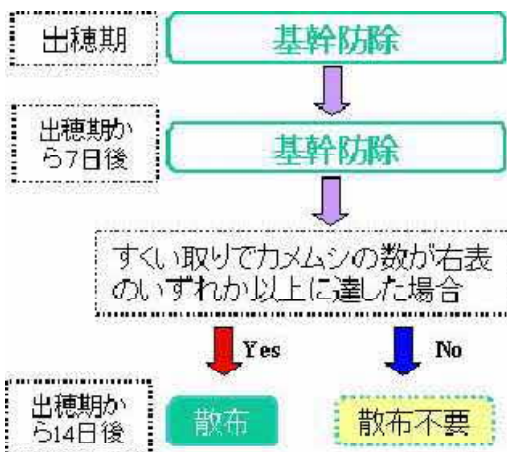 出穂期
基幹防除
出穂期か
ら7日後
基幹防除
すくい取りでカメムシの数が右表
のいずれか以上に達した場合
Yes
No
出穂期か
ら14日後
散布
散布不要